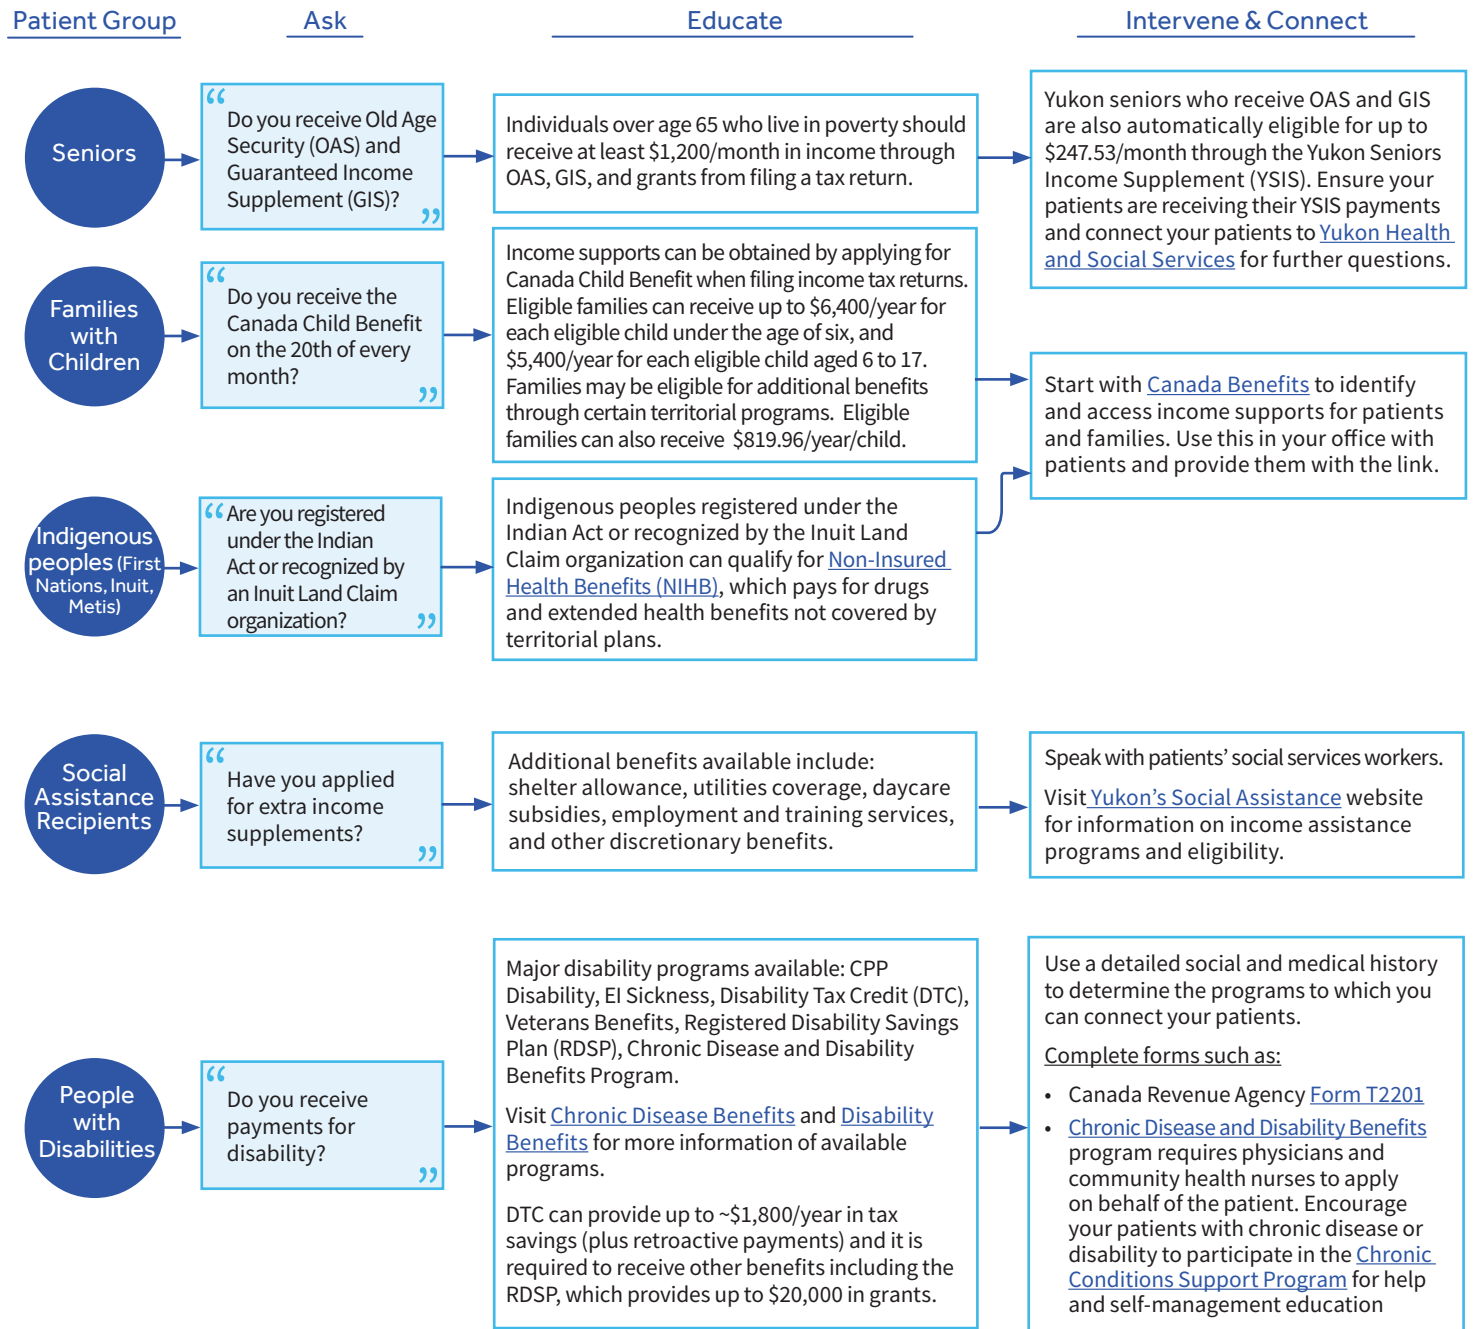 Patient Group
Ask
Educate
Intervene & Connect
Seniors
“
Do you receive Old Age
Security (OAS) and
Guaranteed Income
Supplement (GIS)?
”
Individuals over age 65 who live in poverty should
receive at least $1,200/month in income through
OAS, GIS, and grants from filing a tax return.
Yukon seniors who receive OAS and GIS
are also automatically eligible for up to
$247.53/month through the Yukon Seniors
Income Supplement (YSIS). Ensure your
patients are receiving their YSIS payments
and connect your patients to Yukon Health
and Social Services for further questions.
Families
with
Children
“
Do you receive the
Canada Child Benefit
on the 20th of every
month?
”
Income supports can be obtained by applying for
Canada Child Benefit when filing income tax returns.
Eligible families can receive up to $6,400/year for
each eligible child under the age of six, and
$5,400/year for each eligible child aged 6 to 17.
Families may be eligible for additional benefits
through certain territorial programs. Eligible
families can also receive $819.96/year/child.
Start with Canada Benefits to identify
and access income supports for patients
and families. Use this in your office with
patients and provide them with the link.
Indigenous
peoples (First
Nations, Inuit,
Metis)
“ Are you registered
under the Indian
Act or recognized by
an Inuit Land Claim
organization? ”
Indigenous peoples registered under the
Indian Act or recognized by the Inuit Land
Claim organization can qualify for Non-Insured
Health Benefits (NIHB), which pays for drugs
and extended health benefits not covered by
territorial plans.
Social
Assistance
Recipients
“
Have you applied
for extra income
supplements?
”
Additional benefits available include:
shelter allowance, utilities coverage, daycare
subsidies, employment and training services,
and other discretionary benefits.
Speak with patients’ social services workers.
Visit Yukon’s Social Assistance website
for information on income assistance
programs and eligibility.
People
with
Disabilities
“
Do you receive
payments for
disability?
”
Major disability programs available: CPP
Disability, EI Sickness, Disability Tax Credit (DTC),
Veterans Benefits, Registered Disability Savings
Plan (RDSP), Chronic Disease and Disability
Benefits Program.
Visit Chronic Disease Benefits and Disability
Benefits for more information of available
programs.
DTC can provide up to ~$1,800/year in tax
savings (plus retroactive payments) and it is
required to receive other benefits including the
RDSP, which provides up to $20,000 in grants.
Use a detailed social and medical history
to determine the programs to which you
can connect your patients.
Complete forms such as:
• Canada Revenue Agency Form T2201
• Chronic Disease and Disability Benefits
program requires physicians and
community health nurses to apply
on behalf of the patient. Encourage
your patients with chronic disease or
disability to participate in the Chronic
Conditions Support Program for help
and self-management education